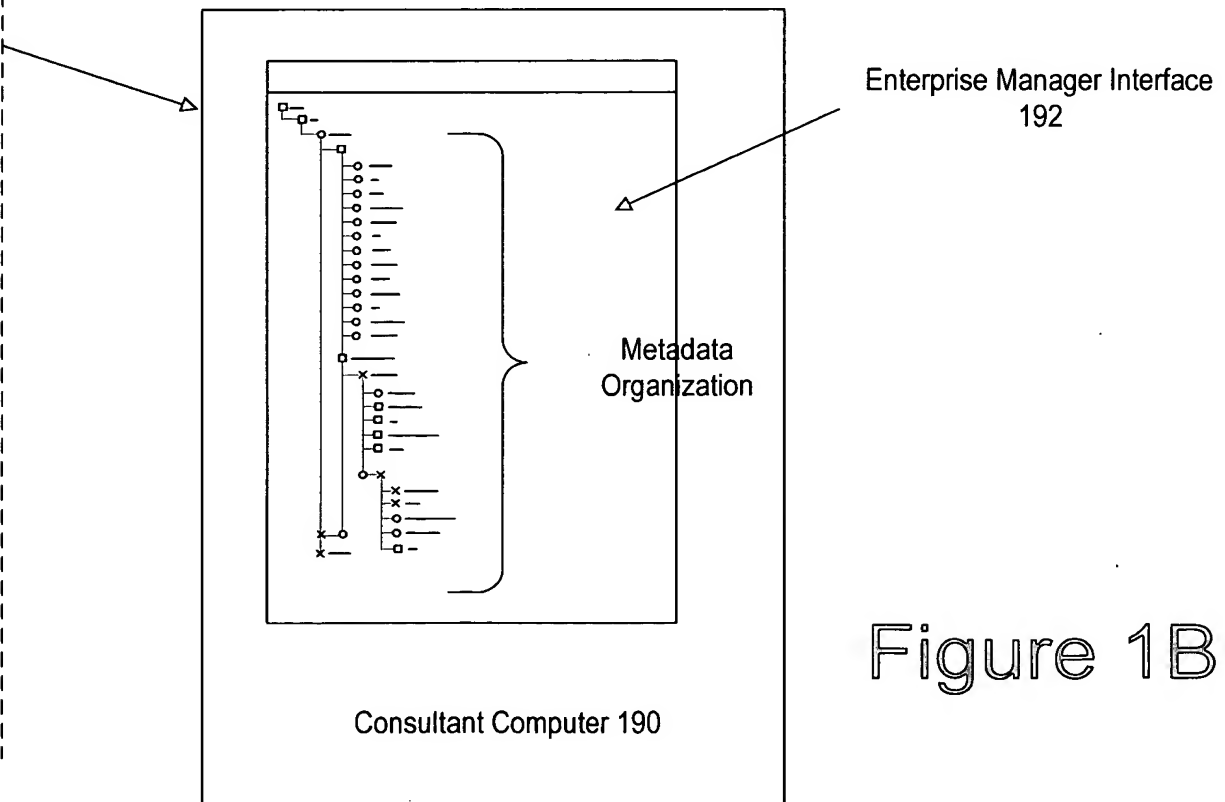 Enterprise Manager Interface
192
Metadata
Organization
Consultant Computer 190
Figure 1B